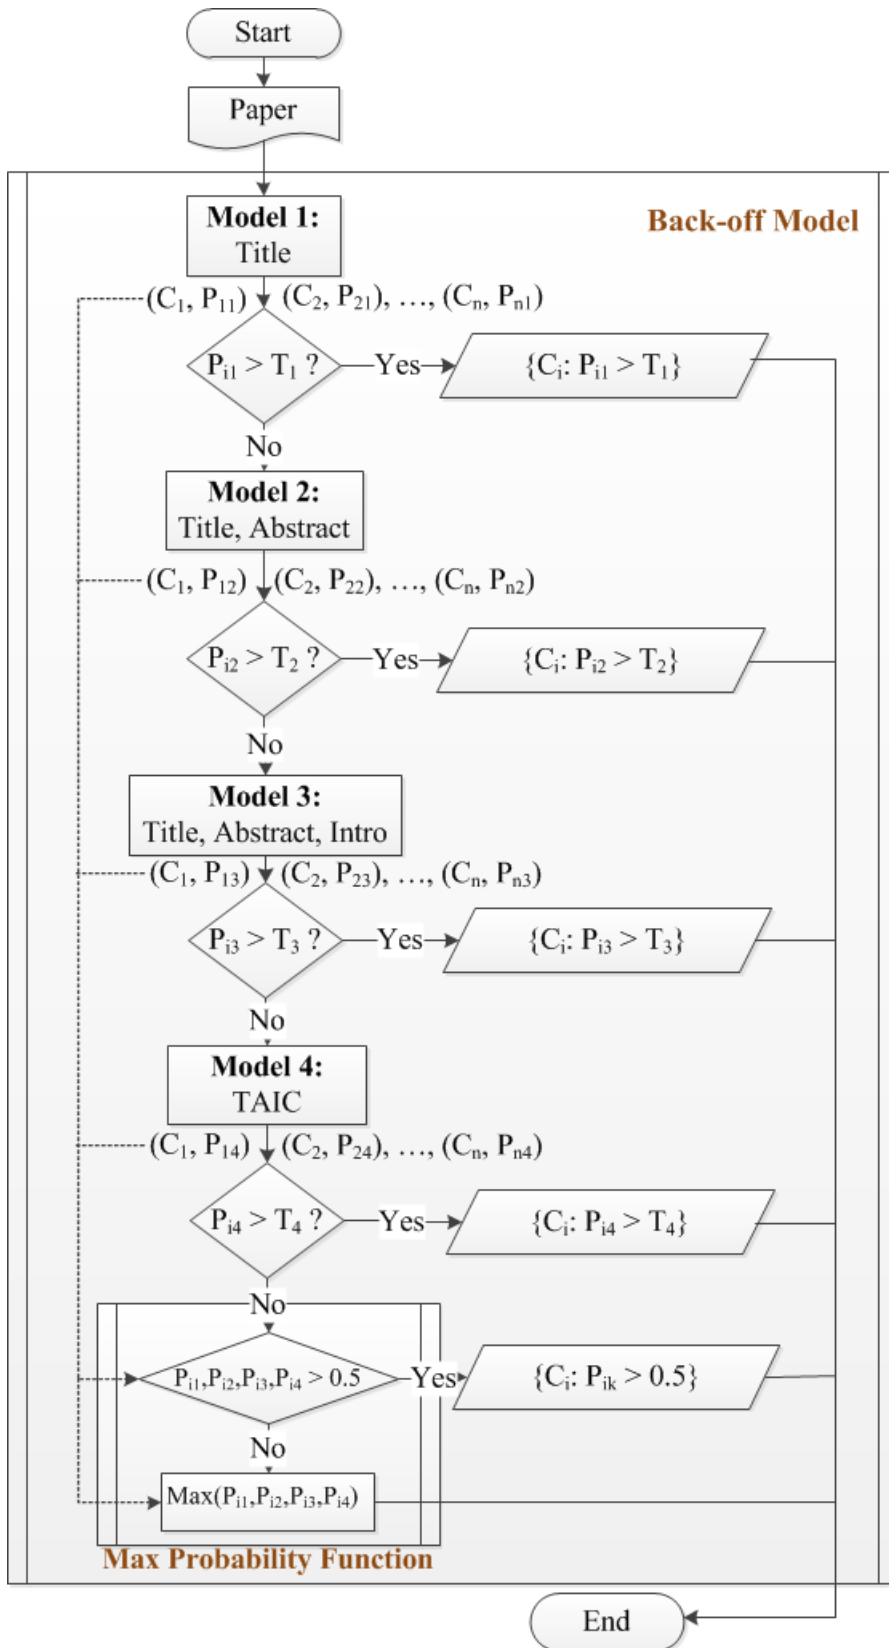 Start
Paper
Back-off Model
Model 1:
Title
(C₁, P₁₁) (C₂, P₂₁), …, (Cₙ, Pₙ₁)
Pᵢ₁ > T₁ ?
Yes
{Cᵢ: Pᵢ₁ > T₁}
No
Model 2:
Title, Abstract
(C₁, P₁₂) (C₂, P₂₂), …, (Cₙ, Pₙ₂)
Pᵢ₂ > T₂ ?
Yes
{Cᵢ: Pᵢ₂ > T₂}
No
Model 3:
Title, Abstract, Intro
(C₁, P₁₃) (C₂, P₂₃), …, (Cₙ, Pₙ₃)
Pᵢ₃ > T₃ ?
Yes
{Cᵢ: Pᵢ₃ > T₃}
No
Model 4:
TAIC
(C₁, P₁₄) (C₂, P₂₄), …, (Cₙ, Pₙ₄)
Pᵢ₄ > T₄ ?
Yes
{Cᵢ: Pᵢ₄ > T₄}
No
Pᵢ₁,Pᵢ₂,Pᵢ₃,Pᵢ₄ > 0.5
Yes
{Cᵢ: Pᵢₖ > 0.5}
No
Max(Pᵢ₁,Pᵢ₂,Pᵢ₃,Pᵢ₄)
Max Probability Function
End